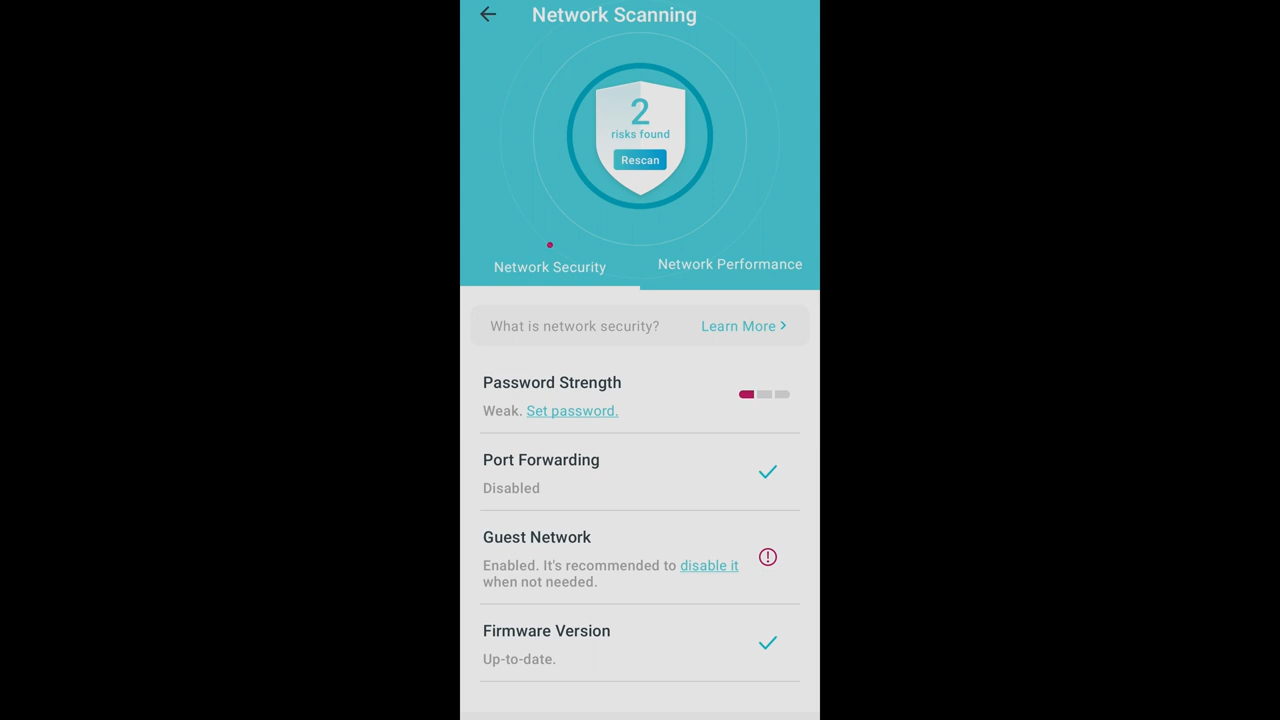 Network Scanning
2
risks found
Rescan
Network Security
Network Performance
What is network security?
Learn More
Password Strength
Weak. Set password.
Port Forwarding
Disabled
Guest Network
Enabled. It's recommended to disable it
when not needed.
Firmware Version
Up-to-date.